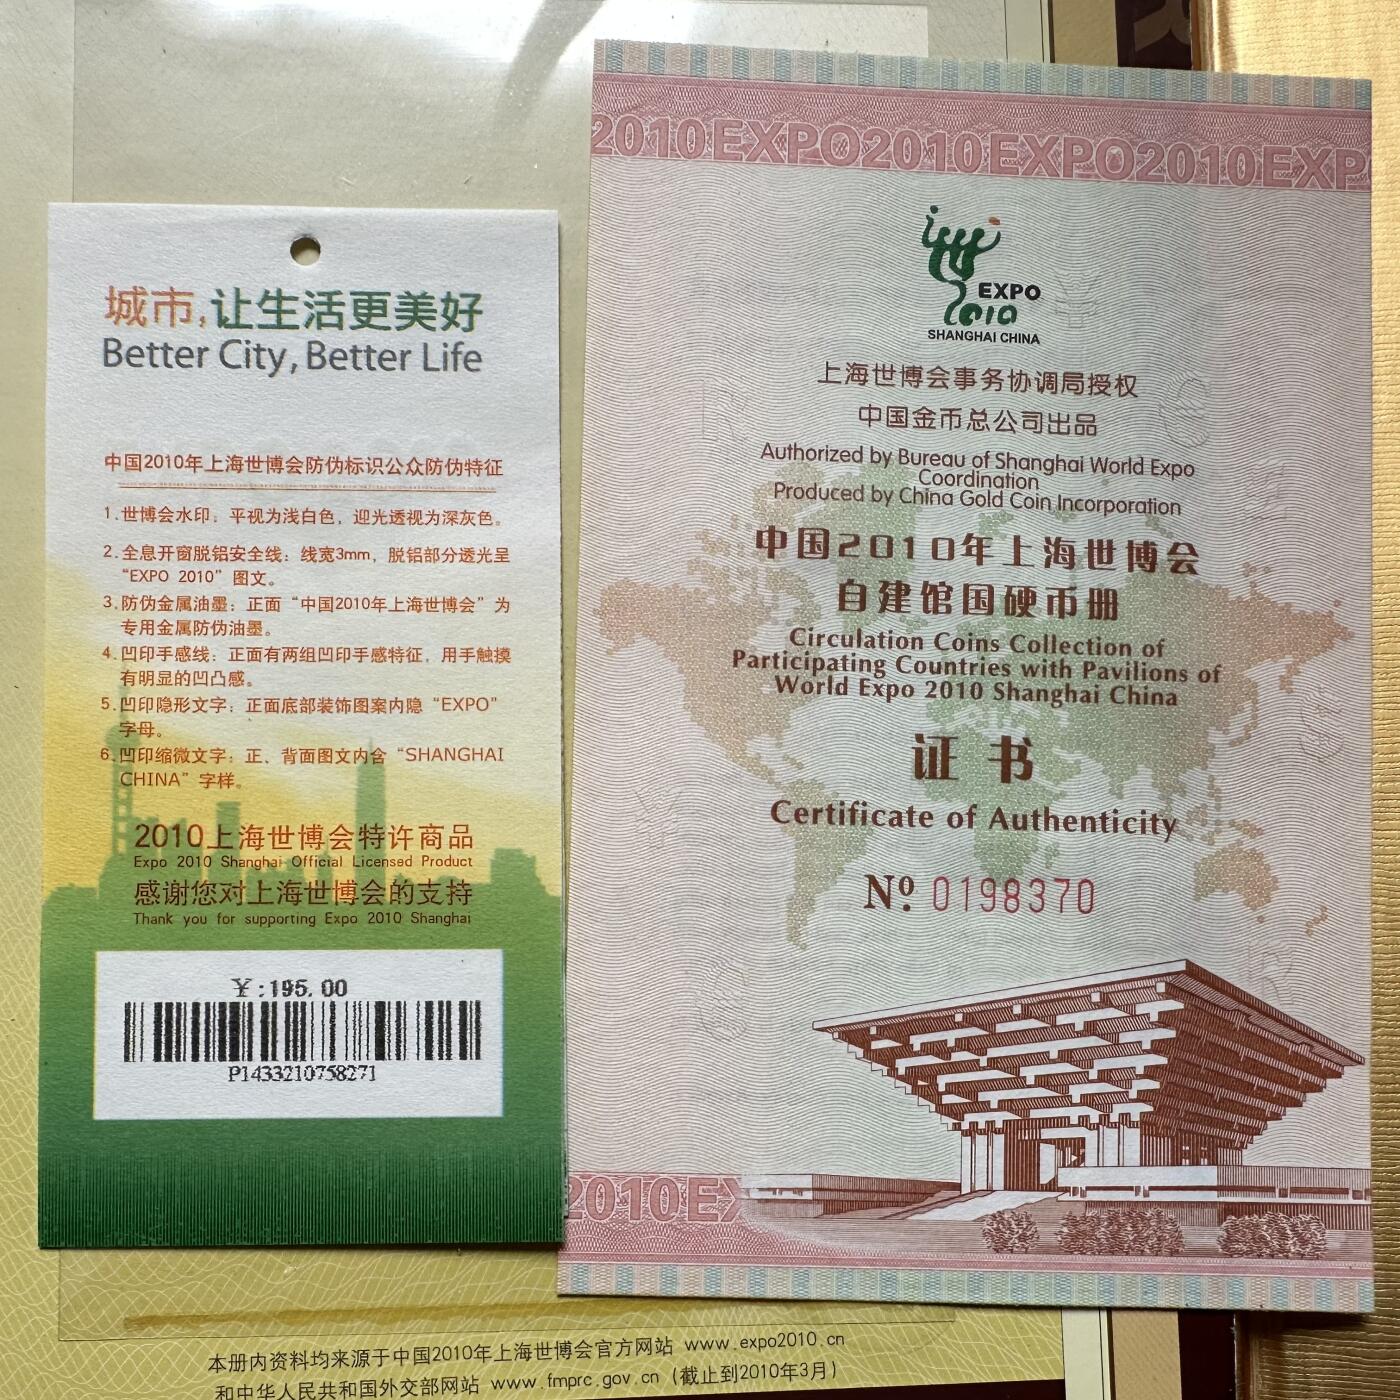 城市,让生活更美好
Better City, Better Life
中国2010年上海世博会防伪标识公众防伪特征
1.世博会水印：平视为浅白色，迎光透视为深灰色。
2.全息开窗脱铝安全线：线宽3mm，脱铝部分透光呈
“EXPO 2010”图文。
3.防伪金属油墨：正面“中国2010年上海世博会”为
专用金属防伪油墨。
4.凹印手感线：正面有两组凹印手感特征，用手触摸
有明显的凹凸感。
5.凹印隐形文字：正面底部装饰图案内隐“EXPO”
字母。
6.凹印缩微文字：正、背面图文内含“SHANGHAI
CHINA”字样。
2010上海世博会特许商品
Expo 2010 Shanghai Official Licensed Product
感谢您对上海世博会的支持
Thank you for supporting Expo 2010 Shanghai
¥:195.00
P1433210758271
2010EXPO2010EXPO2010EXP
EXPO
2010
SHANGHAI CHINA
上海世博会事务协调局授权
中国金币总公司出品
Authorized by Bureau of Shanghai World Expo
Coordination
Produced by China Gold Coin Incorporation
中国2010年上海世博会
自建馆国硬币册
Circulation Coins Collection of
Participating Countries with Pavilions of
World Expo 2010 Shanghai China
证书
Certificate of Authenticity
Nº 0198370
2010EX
本册内资料均来源于中国2010年上海世博会官方网站 www.expo2010.cn
和中华人民共和国外交部网站 www.fmprc.gov.cn（截止到2010年3月）